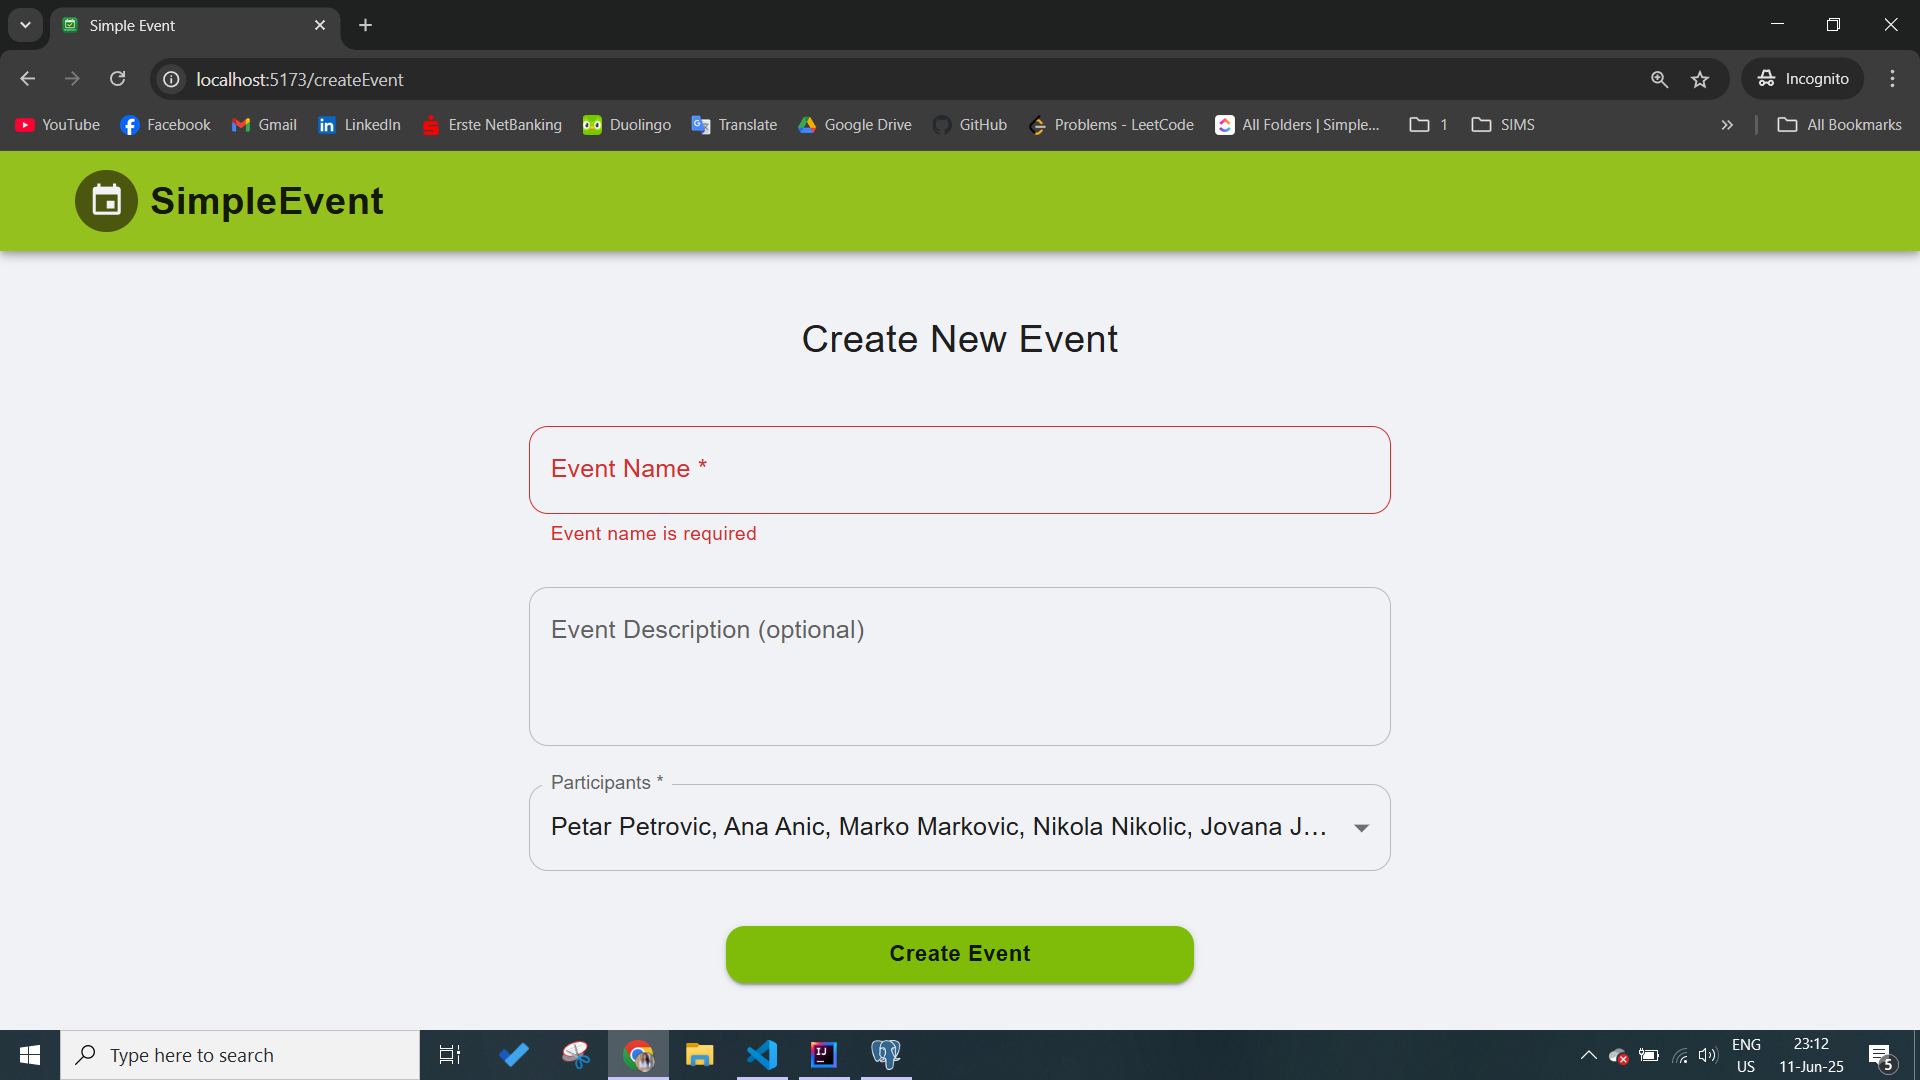 Simple Event
localhost:5173/createEvent
Incognito
YouTube Facebook Gmail LinkedIn Erste NetBanking Duolingo Translate Google Drive GitHub Problems - LeetCode All Folders | Simple... 1 SIMS All Bookmarks
SimpleEvent
Create New Event
Event Name *
Event name is required
Event Description (optional)
Participants *
Petar Petrovic, Ana Anic, Marko Markovic, Nikola Nikolic, Jovana J...
Create Event
Type here to search
IJ
ENG
US
23:12
11-Jun-25
5